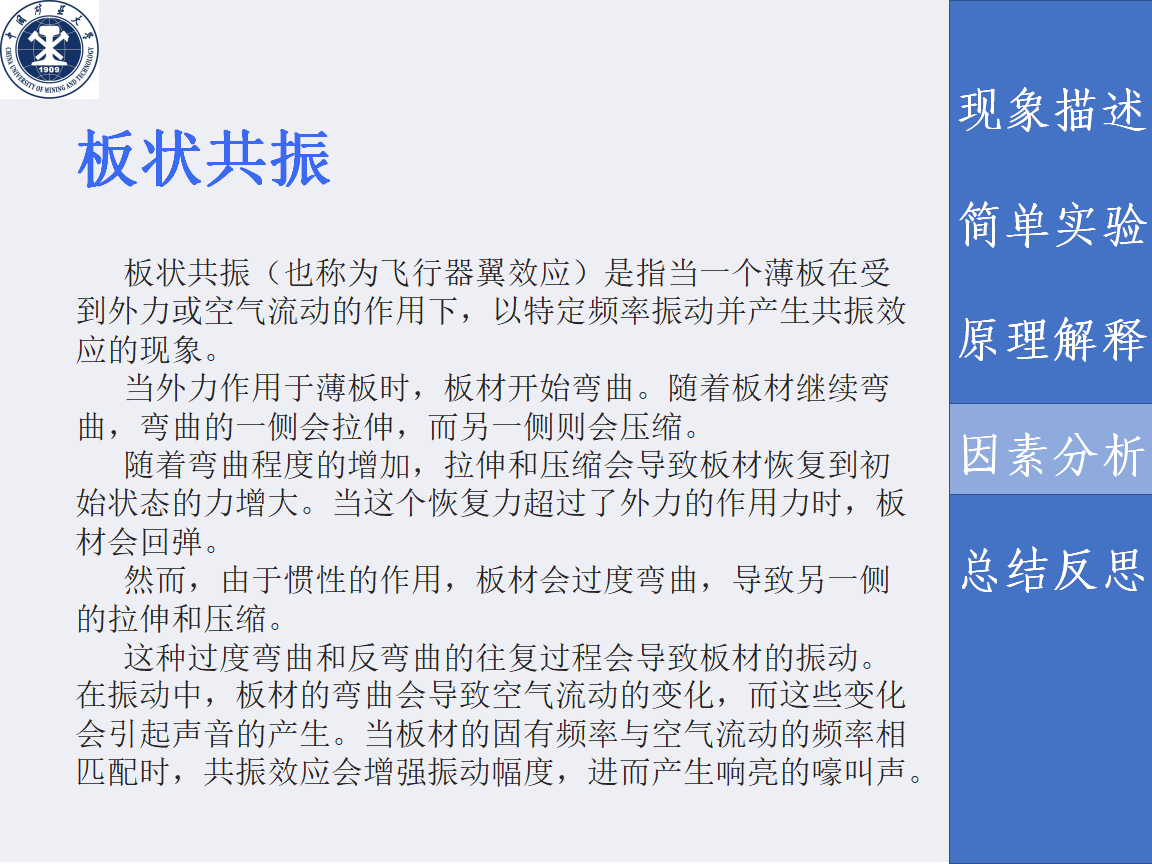 中国矿业大学
CHINA UNIVERSITY OF MINING AND TECHNOLOGY
1909
板状共振
板状共振（也称为飞行器翼效应）是指当一个薄板在受
到外力或空气流动的作用下，以特定频率振动并产生共振效
应的现象。
当外力作用于薄板时，板材开始弯曲。随着板材继续弯
曲，弯曲的一侧会拉伸，而另一侧则会压缩。
随着弯曲程度的增加，拉伸和压缩会导致板材恢复到初
始状态的力增大。当这个恢复力超过了外力的作用力时，板
材会回弹。
然而，由于惯性的作用，板材会过度弯曲，导致另一侧
的拉伸和压缩。
这种过度弯曲和反弯曲的往复过程会导致板材的振动。
在振动中，板材的弯曲会导致空气流动的变化，而这些变化
会引起声音的产生。当板材的固有频率与空气流动的频率相
匹配时，共振效应会增强振动幅度，进而产生响亮的嚎叫声。
现象描述
简单实验
原理解释
因素分析
总结反思